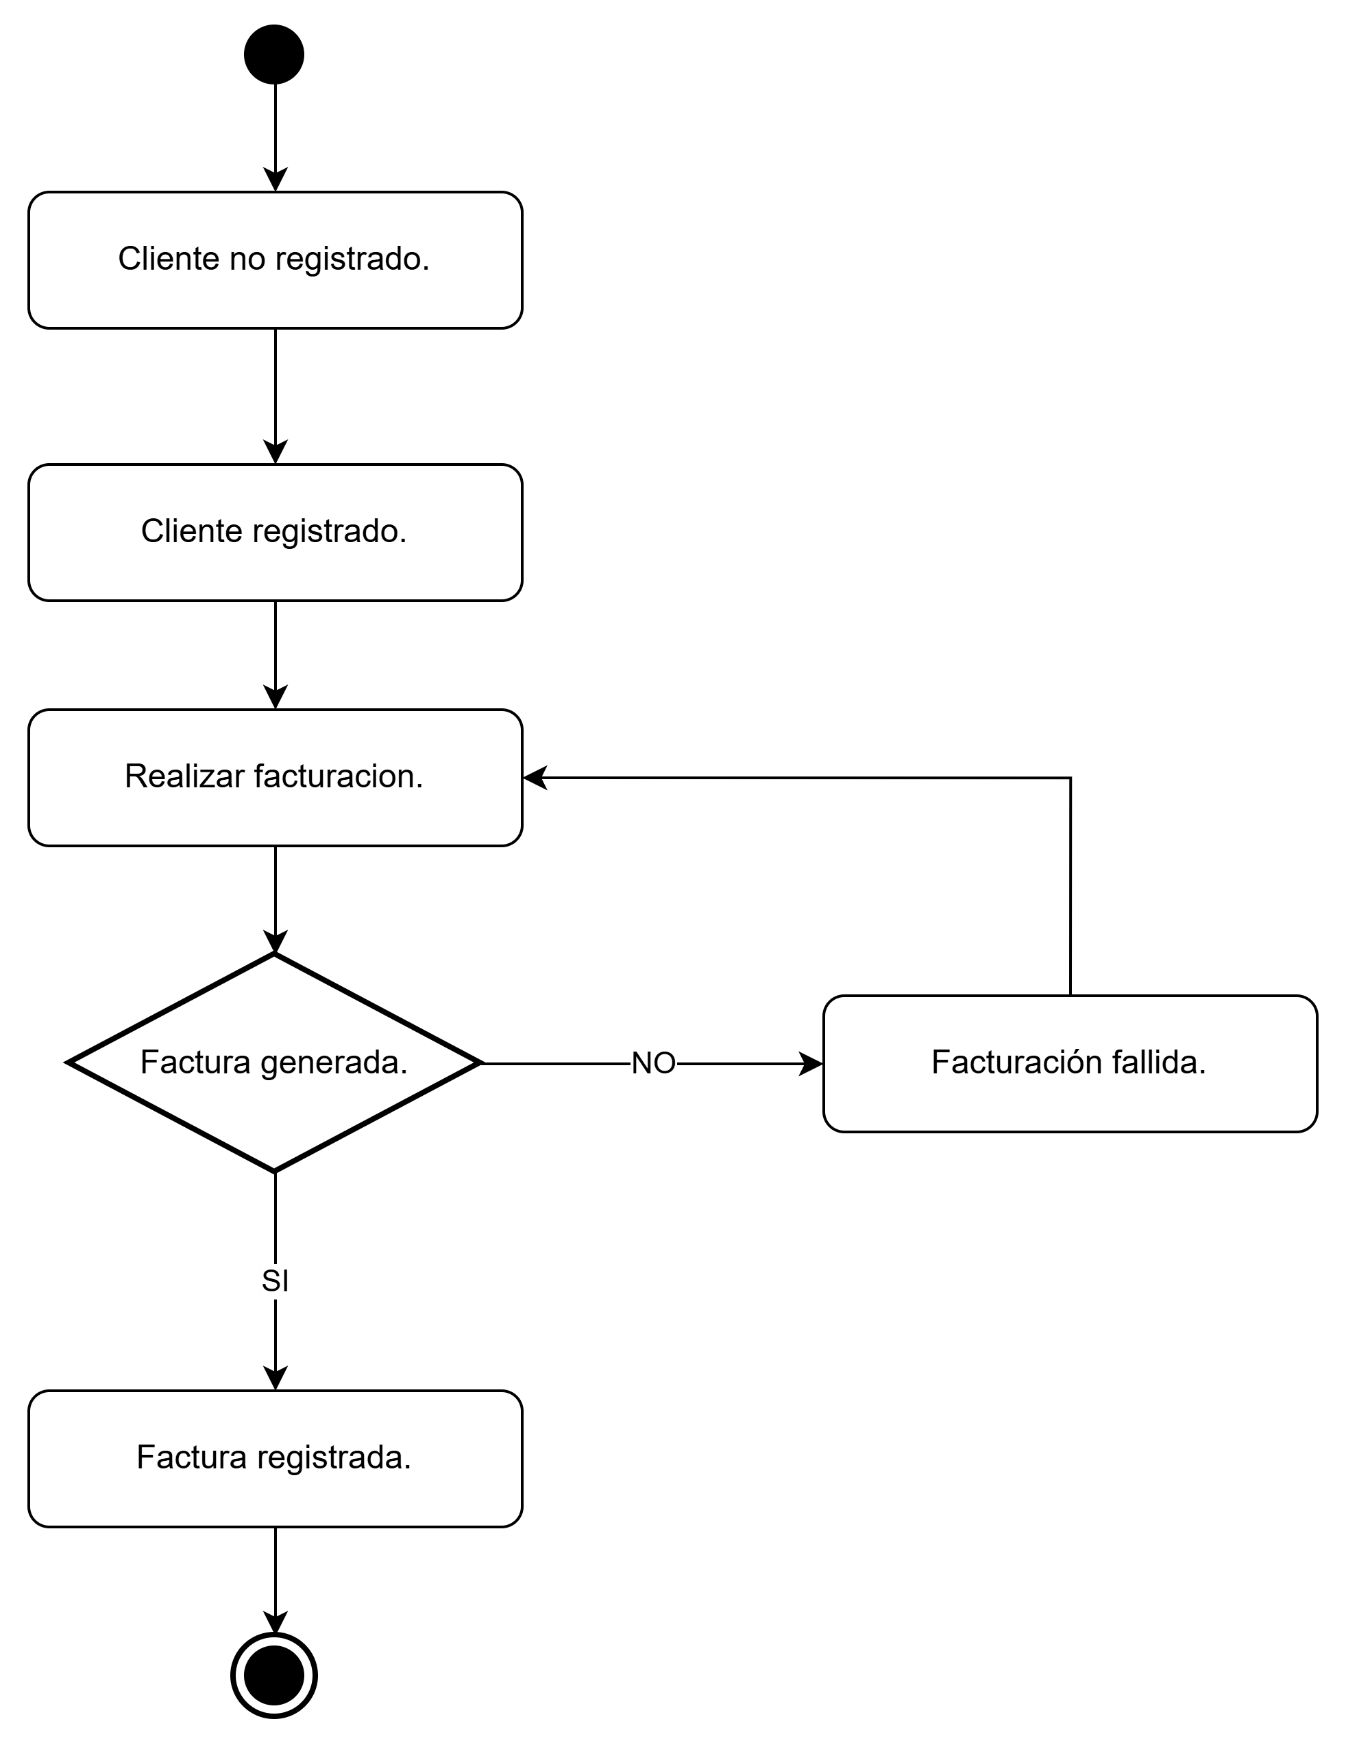 Cliente no registrado.
Cliente registrado.
Realizar facturacion.
Factura generada.
NO
Facturación fallida.
SI
Factura registrada.